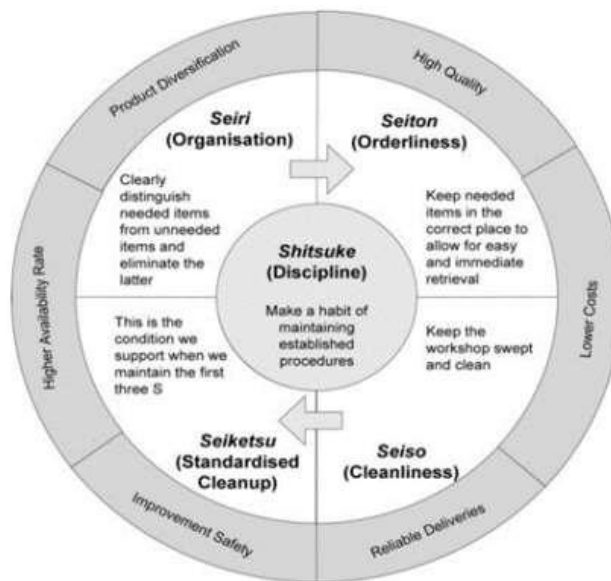 Product Diversification
High Quality
Lower Costs
Reliable Deliveries
Improvement Safety
Higher Availability Rate
Seiri
(Organisation)
Clearly
distinguish
needed items
from unneeded
items and
eliminate the
latter
Seiton
(Orderliness)
Keep needed
items in the
correct place to
allow for easy
and immediate
retrieval
Shitsuke
(Discipline)
Make a habit of
maintaining
established
procedures
This is the
condition we
support when we
maintain the first
three S
Keep the
workshop swept
and clean
Seiketsu
(Standardised
Cleanup)
Seiso
(Cleanliness)